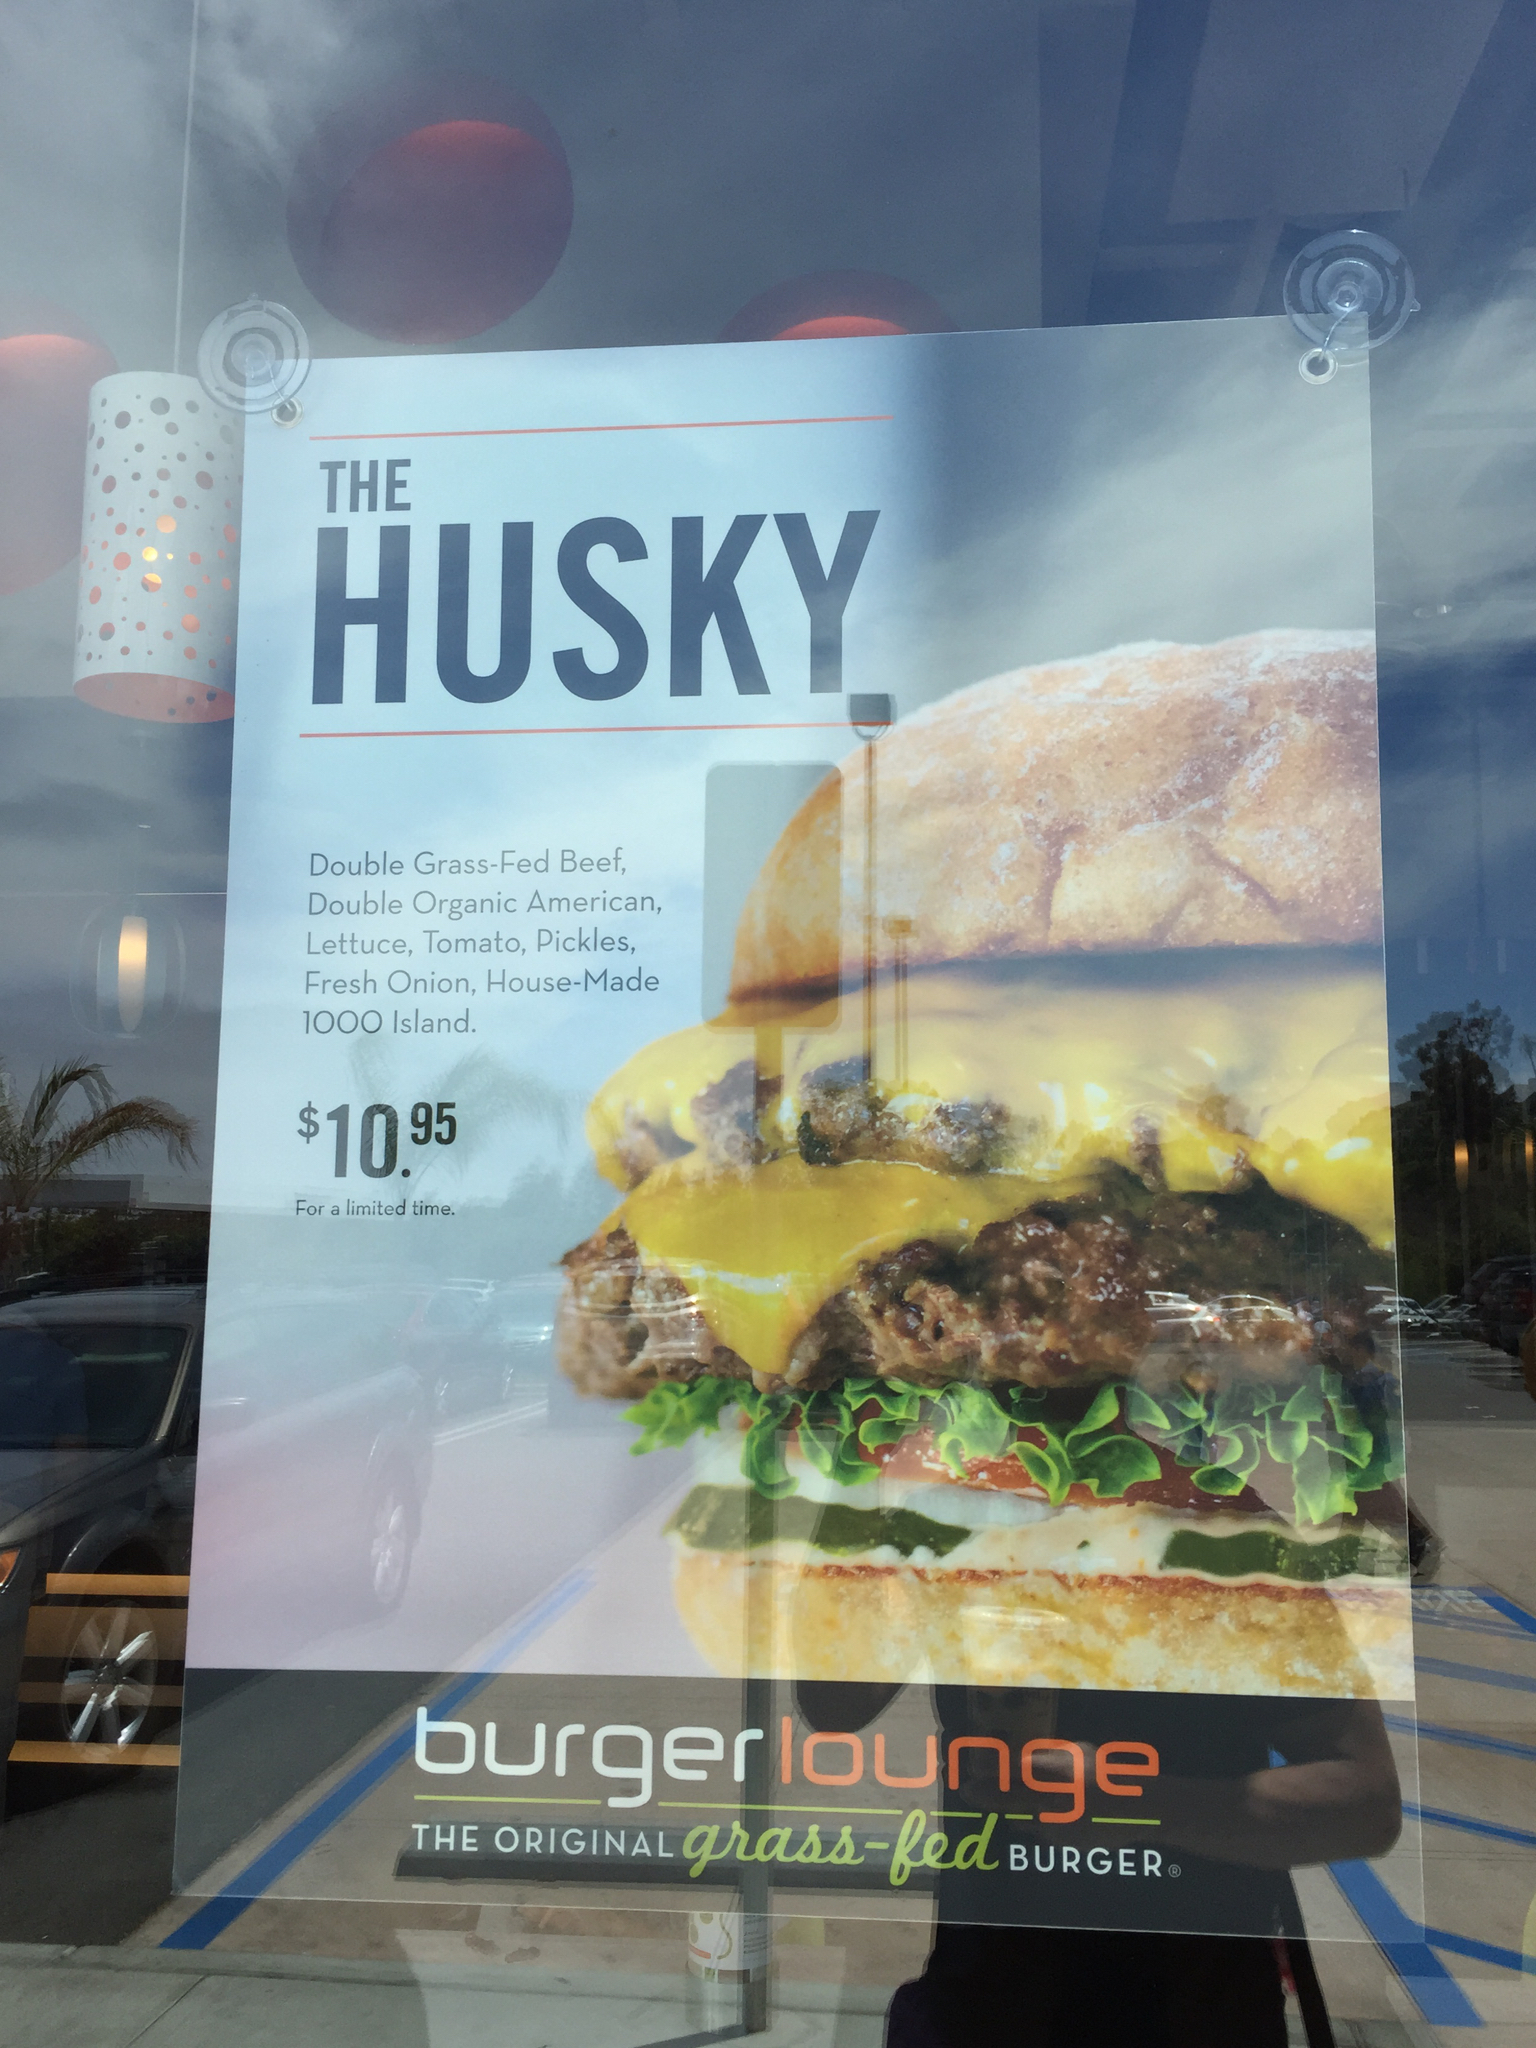 THE
HUSKY
Double Grass-Fed Beef,
Double Organic American,
Lettuce, Tomato, Pickles,
Fresh Onion, House-Made
1000 Island.
$10.95
For a limited time.
burgerlounge
THE ORIGINAL grass-fed BURGER®